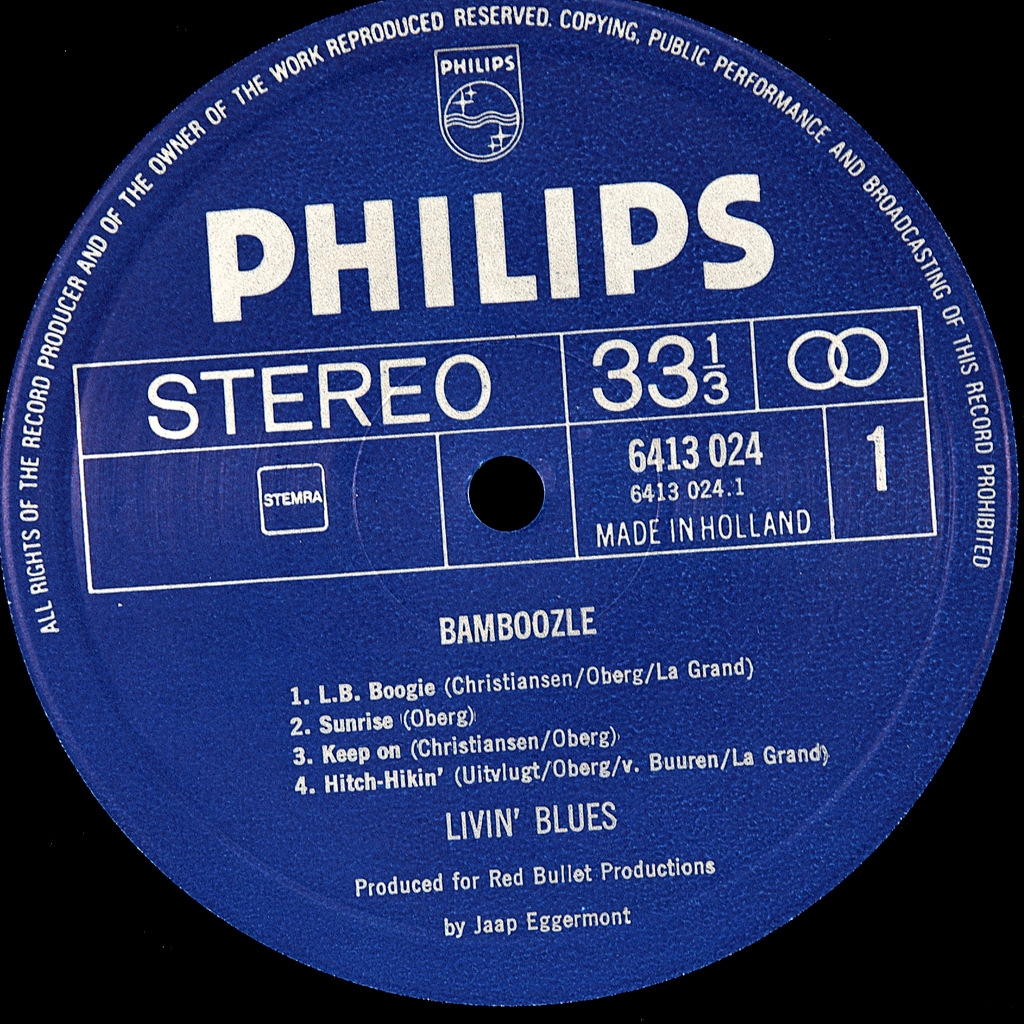 ALL RIGHTS OF THE RECORD PRODUCER AND OF THE OWNER OF THE WORK REPRODUCED RESERVED. COPYING, PUBLIC PERFORMANCE AND BROADCASTING OF THIS RECORD PROHIBITED
PHILIPS
PHILIPS
STEREO
33 1/3
STEMRA
6413 024
6413 024.1
MADE IN HOLLAND
1
BAMBOOZLE
1. L.B. Boogie (Christiansen/Oberg/La Grand)
2. Sunrise (Oberg)
3. Keep on (Christiansen/Oberg)
4. Hitch-Hikin' (Uitvlugt/Oberg/v. Buuren/La Grand)
LIVIN' BLUES
Produced for Red Bullet Productions
by Jaap Eggermont